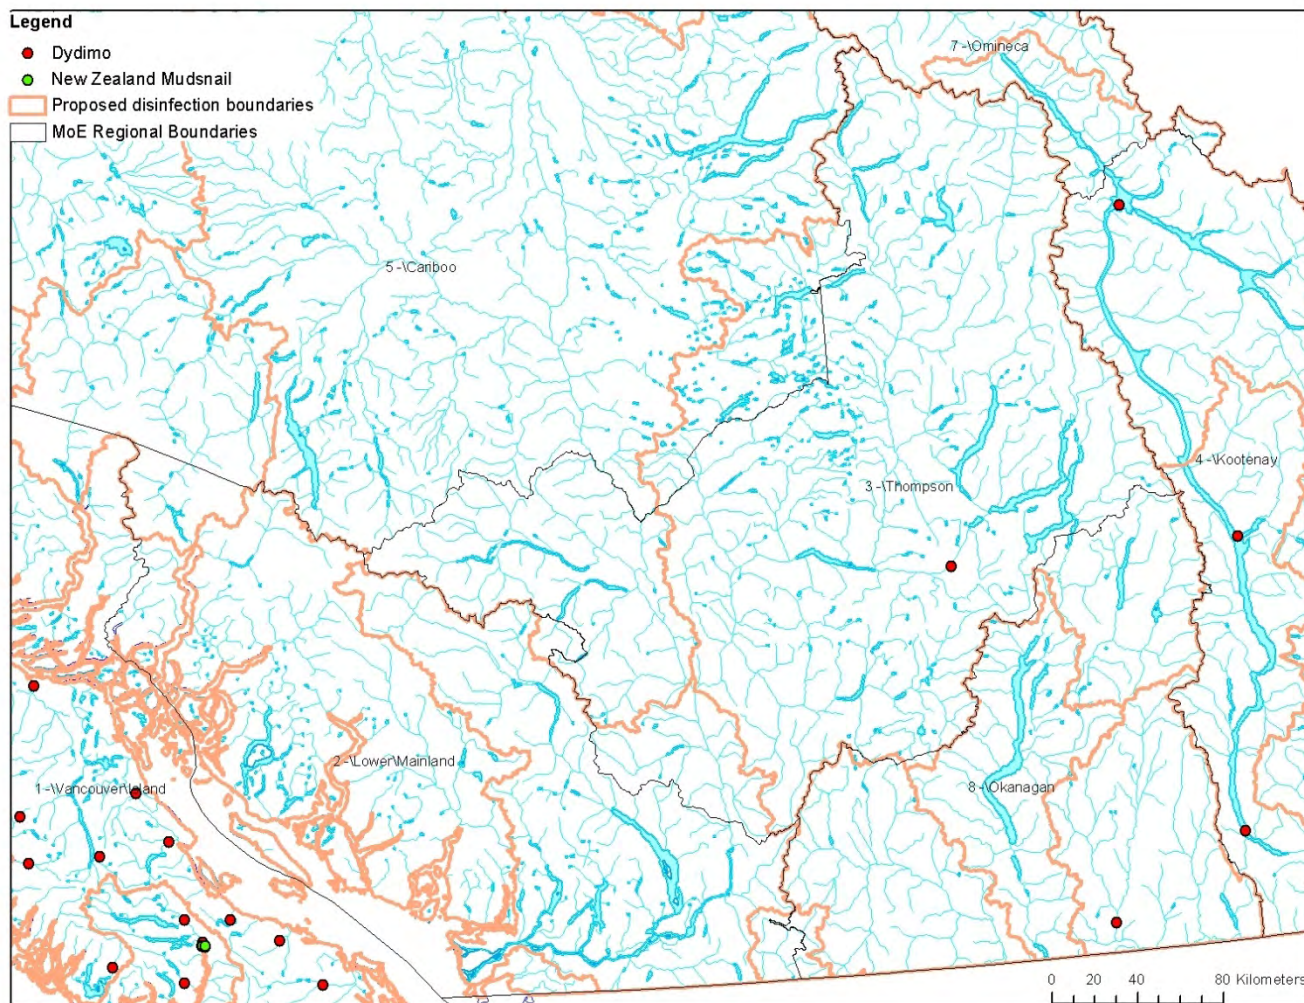 Legend
Dydimo
New Zealand Mudsnail
Proposed disinfection boundaries
MoE Regional Boundaries
7 -\Omineca
5 -\Cariboo
4 -\Kootenay
3 -\Thompson
2 -\Lower\Mainland
1 -\Vancouver\Island
8 -\Okanagan
0 20 40 80 Kilometers